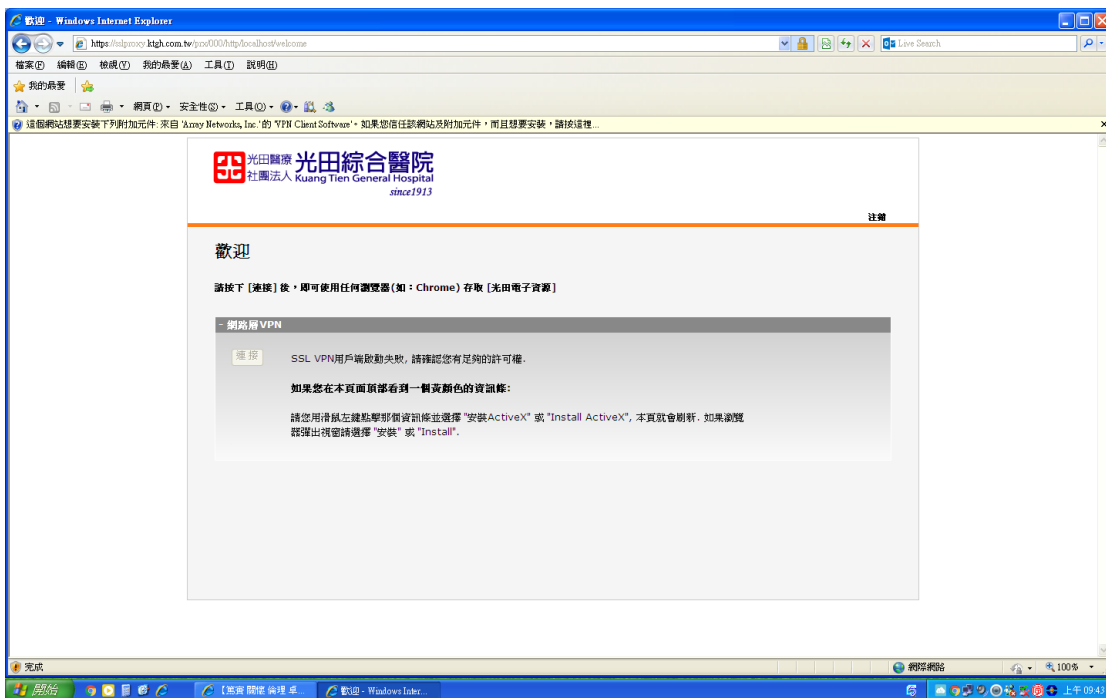 歡迎 - Windows Internet Explorer
https://sslproxy.ktgh.com.tw/prx/000/http/localhost/welcome
Live Search
檔案(F) 編輯(E) 檢視(V) 我的最愛(A) 工具(T) 說明(H)
我的最愛
網頁(P) 安全性(S) 工具(O)
這個網站想要安裝下列附加元件: 來自 'Array Networks, Inc.'的 'VPN Client Software'。如果您信任該網站及附加元件，而且想要安裝，請按這裡...
光田醫療 社團法人 光田綜合醫院
Kuang Tien General Hospital
since1913
注銷
歡迎
請按下 [連接] 後，即可使用任何瀏覽器(如：Chrome) 存取 [光田電子資源]
- 網路層VPN
連接
SSL VPN用戶端啟動失敗, 請確認您有足夠的許可權.
如果您在本頁面頂部看到一個黃顏色的資訊條:
請您用滑鼠左鍵點擊那個資訊條並選擇 "安裝ActiveX" 或 "Install ActiveX", 本頁就會刷新. 如果瀏覽
器彈出視窗請選擇 "安裝" 或 "Install".
完成
網際網路
100%
開始
【篤實 關懷 倫理 卓...
歡迎 - Windows Inter...
上午 09:43